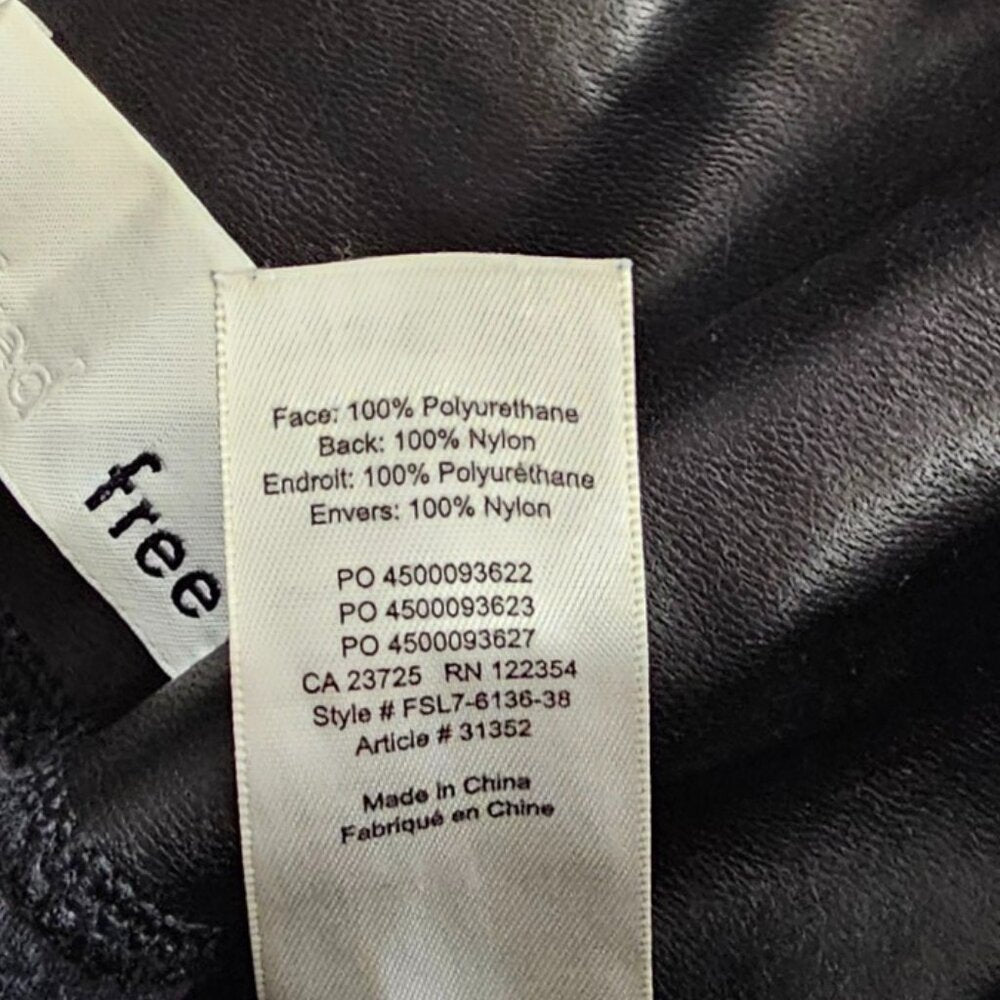 free
Face: 100% Polyurethane
Back: 100% Nylon
Endroit: 100% Polyuréthane
Envers: 100% Nylon
PO 4500093622
PO 4500093623
PO 4500093627
CA 23725 RN 122354
Style # FSL7-6136-38
Article # 31352
Made in China
Fabriqué en Chine